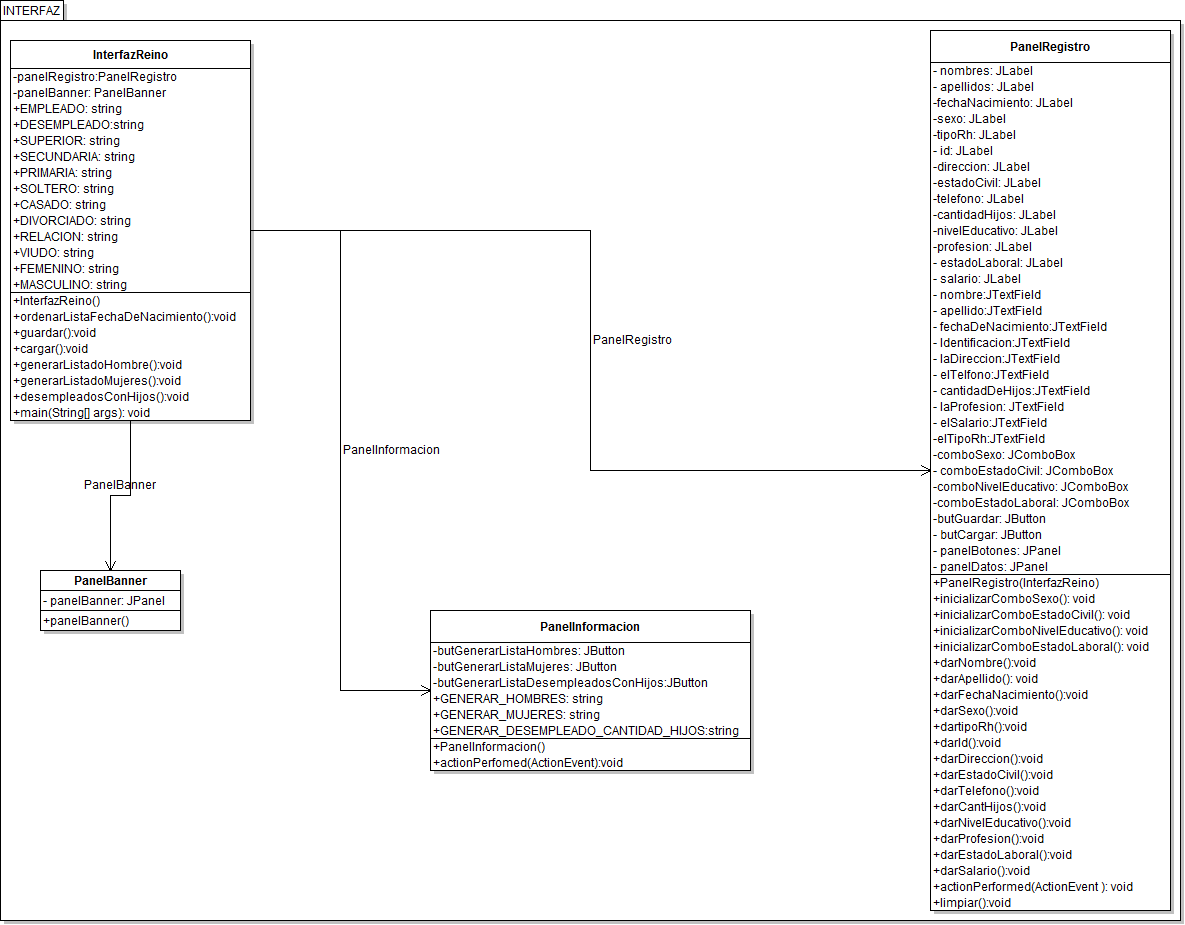 INTERFAZ
InterfazReino
-panelRegistro:PanelRegistro
-panelBanner: PanelBanner
+EMPLEADO: string
+DESEMPLEADO:string
+SUPERIOR: string
+SECUNDARIA: string
+PRIMARIA: string
+SOLTERO: string
+CASADO: string
+DIVORCIADO: string
+RELACION: string
+VIUDO: string
+FEMENINO: string
+MASCULINO: string
+InterfazReino()
+ordenarListaFechaDeNacimiento():void
+guardar():void
+cargar():void
+generarListadoHombre():void
+generarListadoMujeres():void
+desempleadosConHijos():void
+main(String[] args): void
PanelBanner
PanelBanner
- panelBanner: JPanel
+panelBanner()
PanelInformacion
PanelInformacion
-butGenerarListaHombres: JButton
-butGenerarListaMujeres: JButton
-butGenerarListaDesempleadosConHijos:JButton
+GENERAR_HOMBRES: string
+GENERAR_MUJERES: string
+GENERAR_DESEMPLEADO_CANTIDAD_HIJOS:string
+PanelInformacion()
+actionPerfomed(ActionEvent):void
PanelRegistro
PanelRegistro
- nombres: JLabel
- apellidos: JLabel
-fechaNacimiento: JLabel
-sexo: JLabel
-tipoRh: JLabel
- id: JLabel
-direccion: JLabel
-estadoCivil: JLabel
-telefono: JLabel
-cantidadHijos: JLabel
-nivelEducativo: JLabel
-profesion: JLabel
- estadoLaboral: JLabel
- salario: JLabel
- nombre:JTextField
- apellido:JTextField
- fechaDeNacimiento:JTextField
- Identificacion:JTextField
- laDireccion:JTextField
- elTelfono:JTextField
- cantidadDeHijos:JTextField
- laProfesion: JTextField
- elSalario:JTextField
-elTipoRh:JTextField
-comboSexo: JComboBox
- comboEstadoCivil: JComboBox
-comboNivelEducativo: JComboBox
-comboEstadoLaboral: JComboBox
-butGuardar: JButton
- butCargar: JButton
- panelBotones: JPanel
- panelDatos: JPanel
+PanelRegistro(InterfazReino)
+inicializarComboSexo(): void
+inicializarComboEstadoCivil(): void
+inicializarComboNivelEducativo(): void
+inicializarComboEstadoLaboral(): void
+darNombre():void
+darApellido(): void
+darFechaNacimiento():void
+darSexo():void
+dartipoRh():void
+darId():void
+darDireccion():void
+darEstadoCivil():void
+darTelefono():void
+darCantHijos():void
+darNivelEducativo():void
+darProfesion():void
+darEstadoLaboral():void
+darSalario():void
+actionPerformed(ActionEvent ): void
+limpiar():void